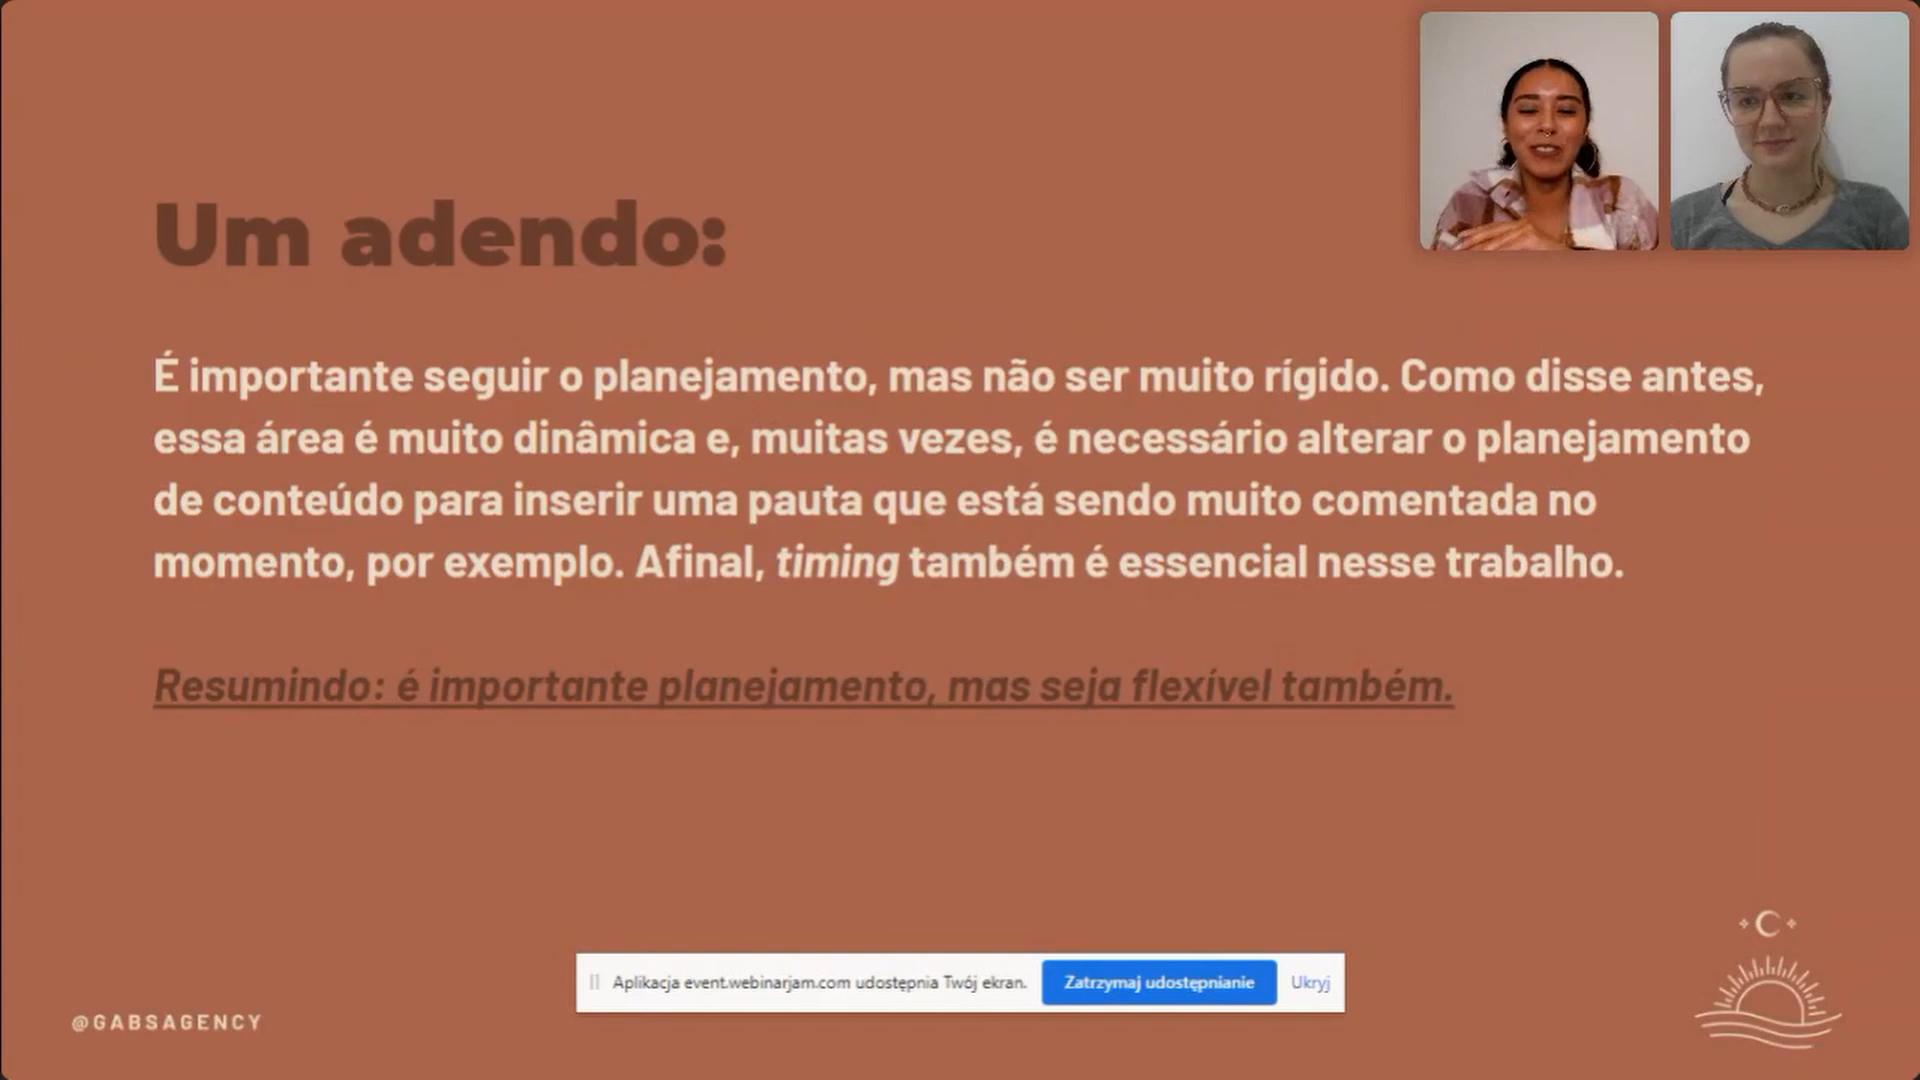 Um adendo:
É importante seguir o planejamento, mas não ser muito rígido. Como disse antes,
essa área é muito dinâmica e, muitas vezes, é necessário alterar o planejamento
de conteúdo para inserir uma pauta que está sendo muito comentada no
momento, por exemplo. Afinal, timing também é essencial nesse trabalho.
Resumindo: é importante planejamento, mas seja flexível também.
Aplikacja event.webinarjam.com udostępnia Twój ekran. Zatrzymaj udostępnianie Ukryj
@GABSAGENCY